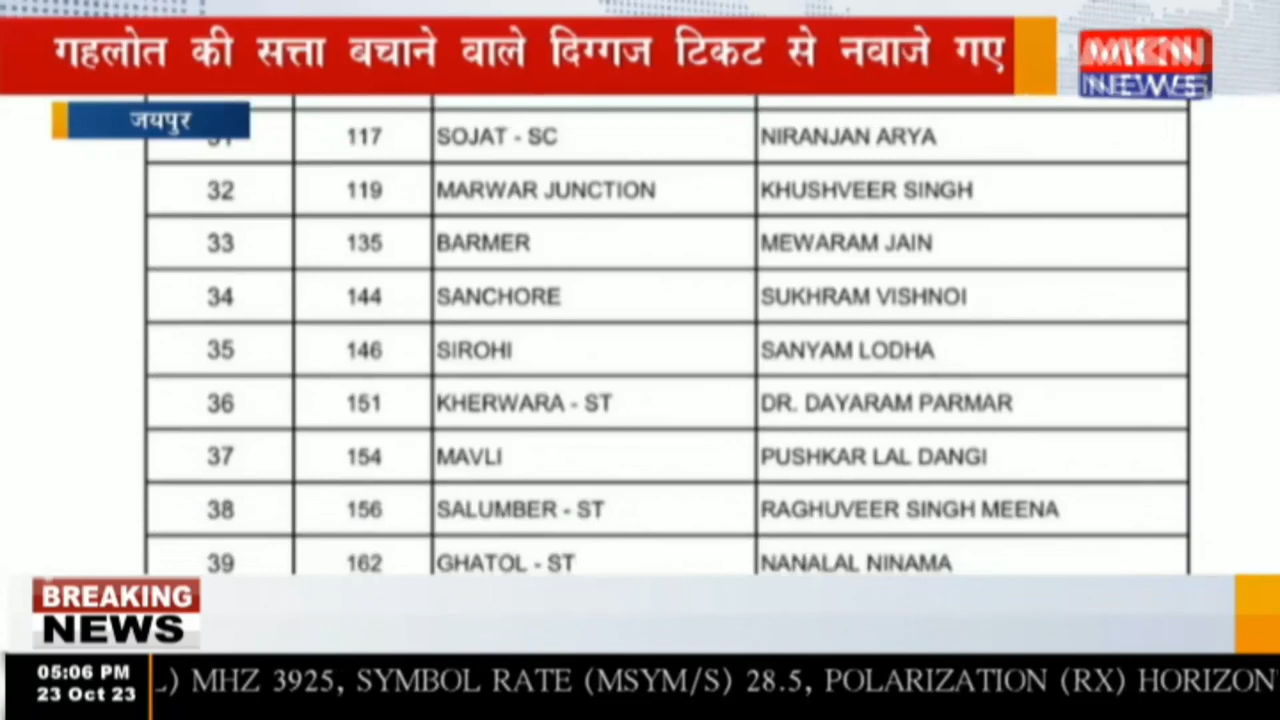 गहलोत की सत्ता बचाने वाले दिग्गज टिकट से नवाजे गए
NEWS
जयपुर
31 117 SOJAT - SC NIRANJAN ARYA
32 119 MARWAR JUNCTION KHUSHVEER SINGH
33 135 BARMER MEWARAM JAIN
34 144 SANCHORE SUKHRAM VISHNOI
35 146 SIROHI SANYAM LODHA
36 151 KHERWARA - ST DR. DAYARAM PARMAR
37 154 MAVLI PUSHKAR LAL DANGI
38 156 SALUMBER - ST RAGHUVEER SINGH MEENA
39 162 GHATOL - ST NANALAL NINAMA
BREAKING
NEWS
05:06 PM
23 Oct 23
L) MHZ 3925, SYMBOL RATE (MSYM/S) 28.5, POLARIZATION (RX) HORIZON